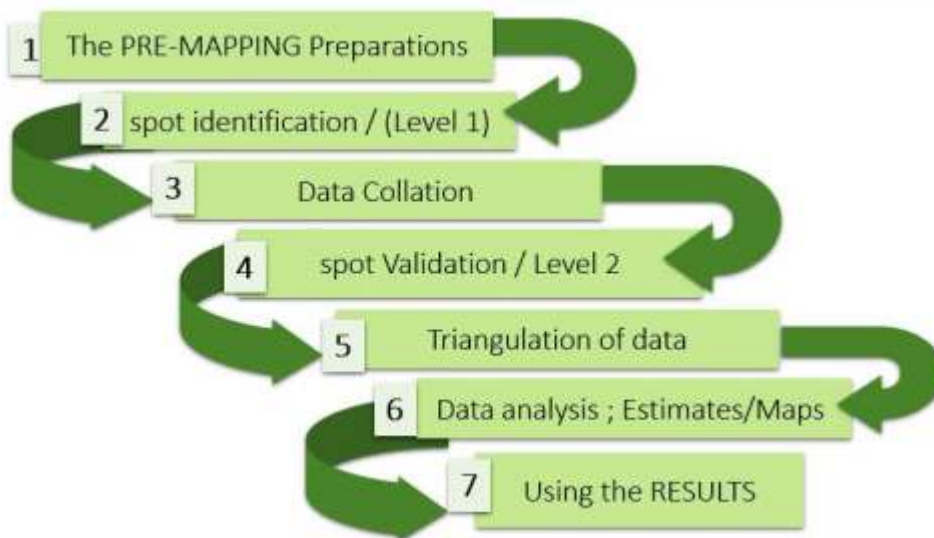 1 The PRE-MAPPING Preparations
2 spot identification / (Level 1)
3 Data Collation
4 spot Validation / Level 2
5 Triangulation of data
6 Data analysis ; Estimates/Maps
7 Using the RESULTS